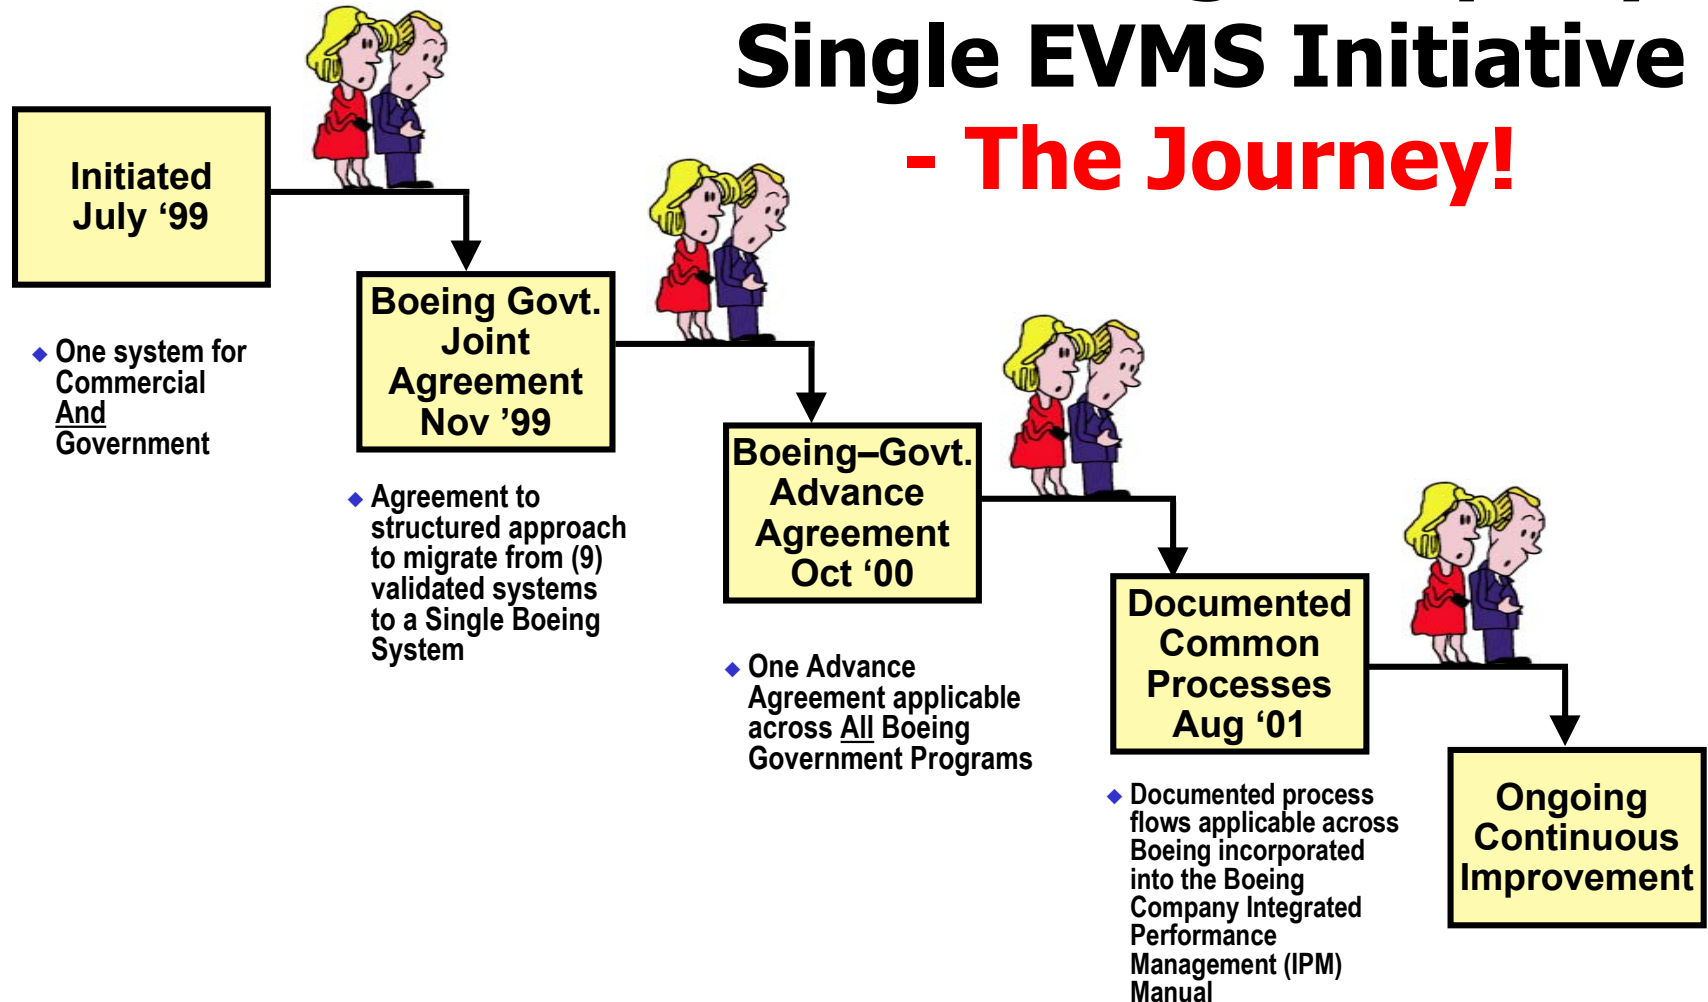 Single EVMS Initiative
- The Journey!
Initiated
July ‘99
◆ One system for
Commercial
And
Government
Boeing Govt.
Joint
Agreement
Nov ’99
◆ Agreement to
structured approach
to migrate from (9)
validated systems
to a Single Boeing
System
Boeing–Govt.
Advance
Agreement
Oct ‘00
◆ One Advance
Agreement applicable
across All Boeing
Government Programs
Documented
Common
Processes
Aug ‘01
◆ Documented process
flows applicable across
Boeing incorporated
into the Boeing
Company Integrated
Performance
Management (IPM)
Manual
Ongoing
Continuous
Improvement